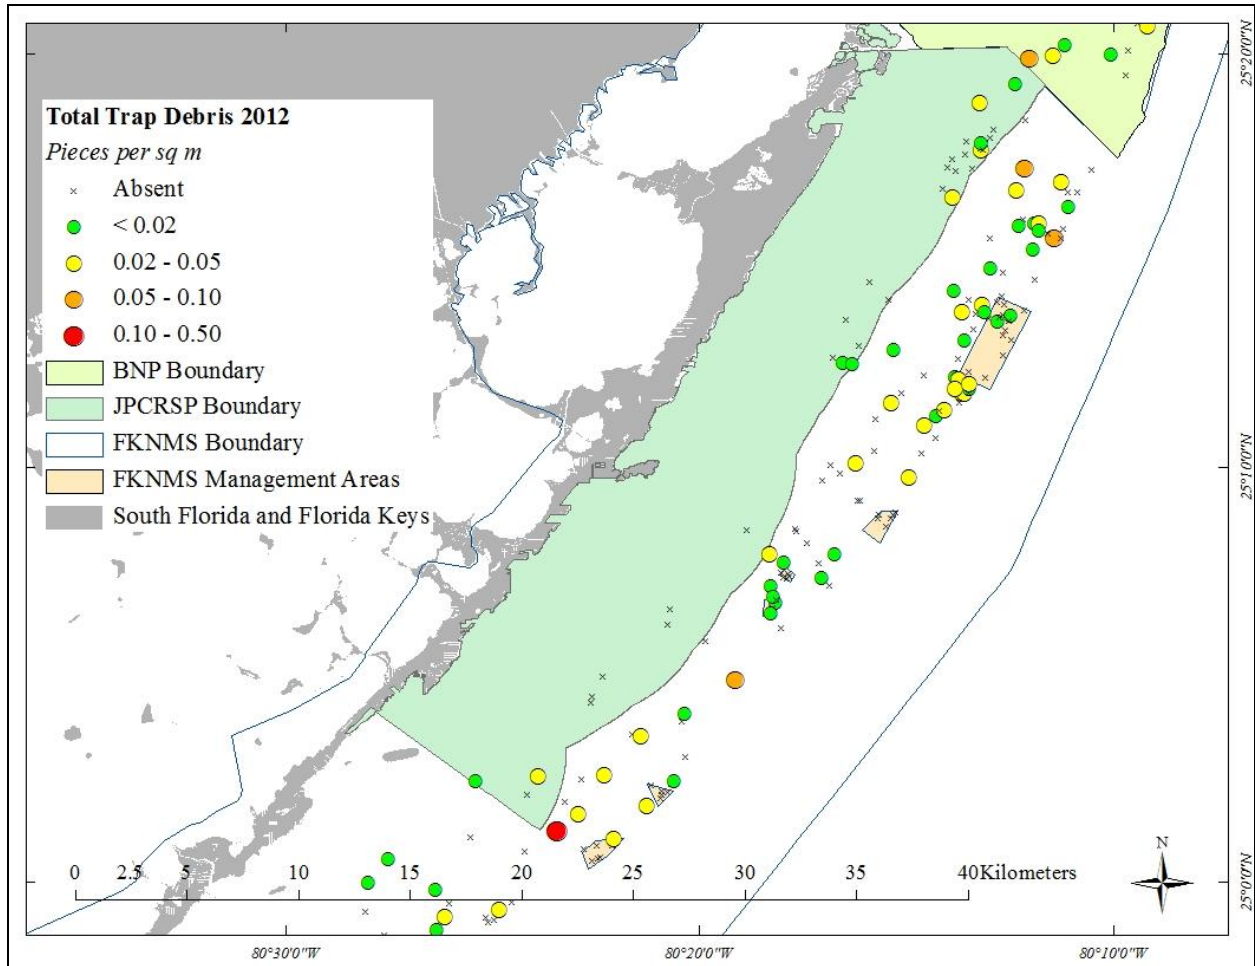 Total Trap Debris 2012
Pieces per sq m
Absent
< 0.02
0.02 - 0.05
0.05 - 0.10
0.10 - 0.50
BNP Boundary
JPCRSP Boundary
FKNMS Boundary
FKNMS Management Areas
South Florida and Florida Keys
25°20'0"N
25°10'0"N
25°0'0"N
0 2.5 5 10 15 20 25 30 35 40 Kilometers
N
80°30'0"W 80°20'0"W 80°10'0"W